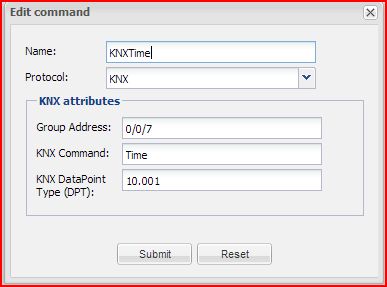 Edit command
Name: KNXTime
Protocol: KNX
KNX attributes
Group Address: 0/0/7
KNX Command: Time
KNX DataPoint
Type (DPT): 10.001
Submit Reset